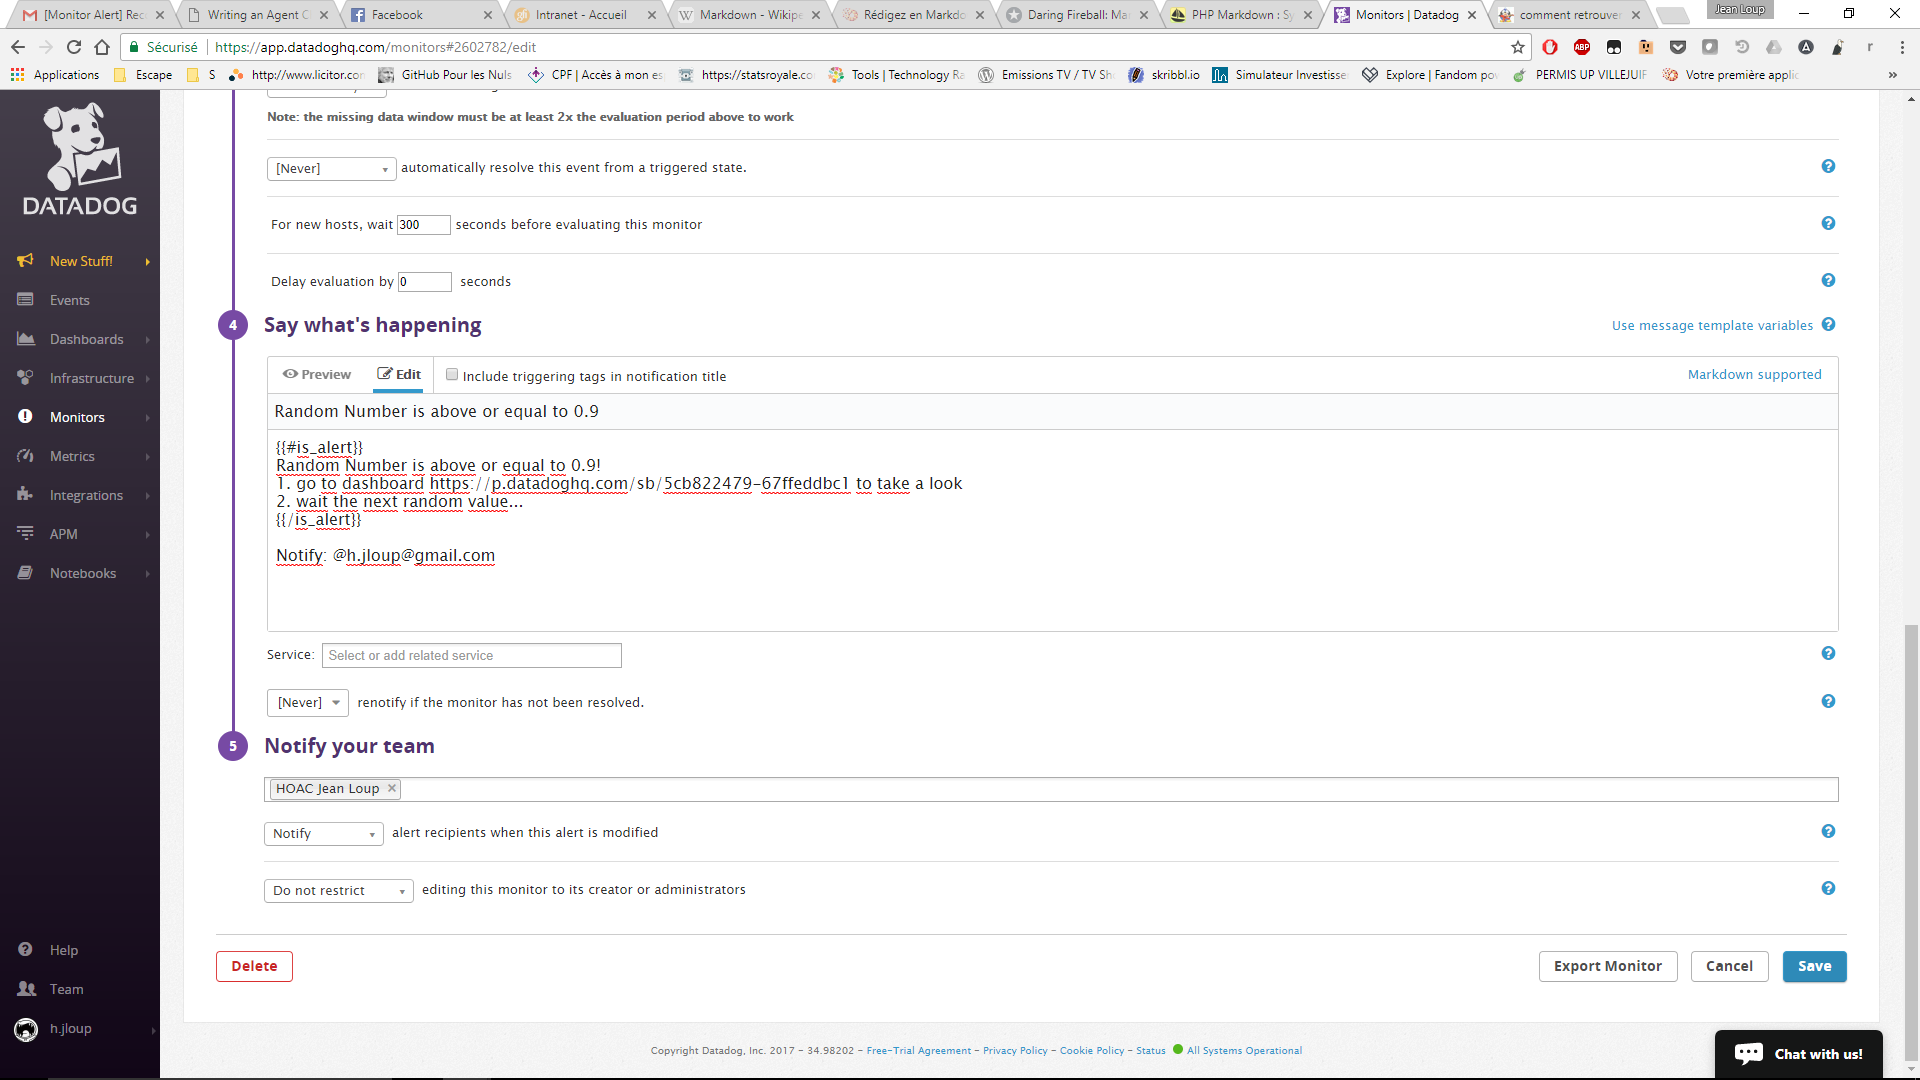 [Monitor Alert] Rec
Writing an Agent C
Facebook
Intranet - Accueil
Markdown - Wikipe
Rédigez en Markdo
Daring Fireball: Ma
PHP Markdown : Sy
Monitors | Datadog
comment retrouver
Jean Loup
Sécurisé
https://app.datadoghq.com/monitors#2602782/edit
Applications
Escape
S
http://www.licitor.con
GitHub Pour les Nuls
CPF | Accès à mon es
https://statsroyale.co
Tools | Technology Ra
Emissions TV / TV Sh
skribbl.io
Simulateur Investisse
Explore | Fandom pow
PERMIS UP VILLEJUIF
Votre première applic
»
DATADOG
New Stuff!
Events
Dashboards
Infrastructure
Monitors
Metrics
Integrations
APM
Notebooks
Help
Team
h.jloup
Note: the missing data window must be at least 2x the evaluation period above to work
[Never] automatically resolve this event from a triggered state.
For new hosts, wait 300 seconds before evaluating this monitor
Delay evaluation by 0 seconds
4 Say what's happening
Use message template variables
Preview
Edit
Include triggering tags in notification title
Markdown supported
Random Number is above or equal to 0.9
{{#is_alert}}
Random Number is above or equal to 0.9!
1. go to dashboard https://p.datadoghq.com/sb/5cb822479-67ffeddbc1 to take a look
2. wait the next random value...
{{/is_alert}}
Notify: @h.jloup@gmail.com
Service: Select or add related service
[Never] renotify if the monitor has not been resolved.
5 Notify your team
HOAC Jean Loup
Notify alert recipients when this alert is modified
Do not restrict editing this monitor to its creator or administrators
Delete
Export Monitor
Cancel
Save
Copyright Datadog, Inc. 2017 - 34.98202 - Free-Trial Agreement - Privacy Policy - Cookie Policy - Status All Systems Operational
Chat with us!